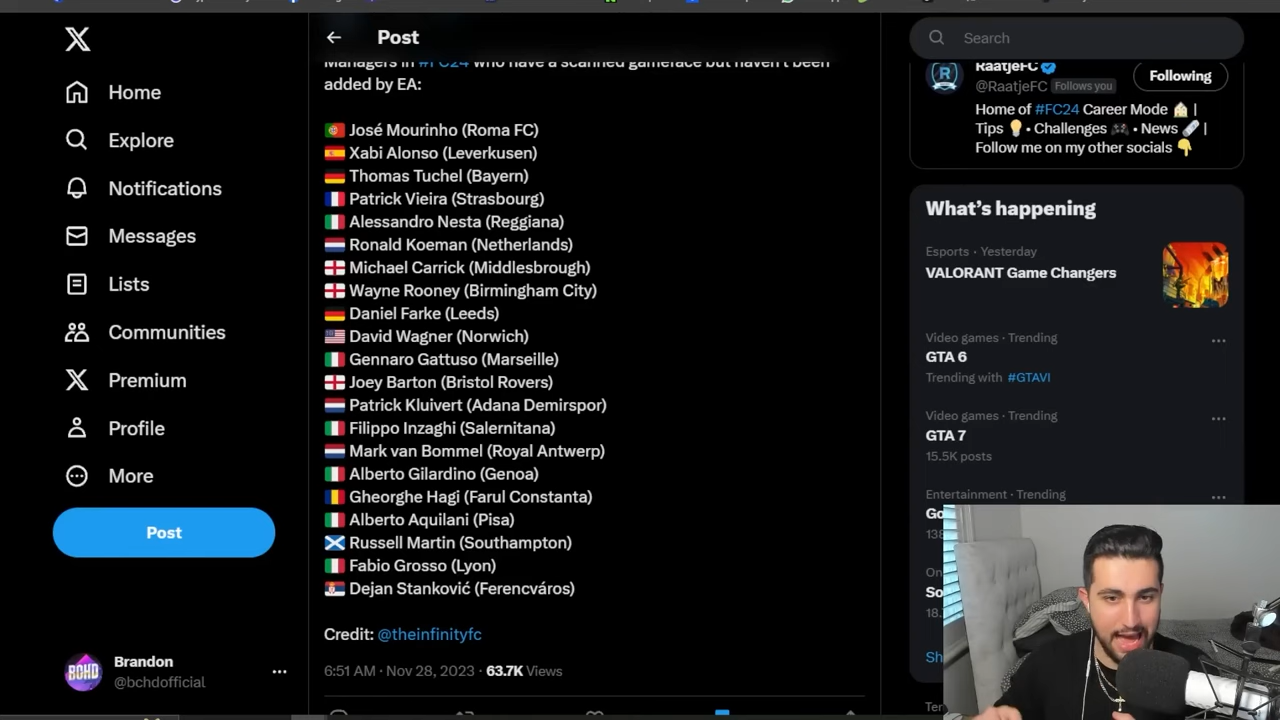 Post
Search
Home
Explore
Notifications
Messages
Lists
Communities
Premium
Profile
More
Post
Brandon
@bchdofficial
BCHD
Managers in #FC24 who have a scanned gameface but haven't been
added by EA:
José Mourinho (Roma FC)
Xabi Alonso (Leverkusen)
Thomas Tuchel (Bayern)
Patrick Vieira (Strasbourg)
Alessandro Nesta (Reggiana)
Ronald Koeman (Netherlands)
Michael Carrick (Middlesbrough)
Wayne Rooney (Birmingham City)
Daniel Farke (Leeds)
David Wagner (Norwich)
Gennaro Gattuso (Marseille)
Joey Barton (Bristol Rovers)
Patrick Kluivert (Adana Demirspor)
Filippo Inzaghi (Salernitana)
Mark van Bommel (Royal Antwerp)
Alberto Gilardino (Genoa)
Gheorghe Hagi (Farul Constanta)
Alberto Aquilani (Pisa)
Russell Martin (Southampton)
Fabio Grosso (Lyon)
Dejan Stanković (Ferencváros)
Credit: @theinfinityfc
6:51 AM · Nov 28, 2023 · 63.7K Views
RaatjeFC
@RaatjeFC Follows you
Following
Home of #FC24 Career Mode |
Tips • Challenges • News |
Follow me on my other socials
What's happening
Esports · Yesterday
VALORANT Game Changers
Video games · Trending
GTA 6
Trending with #GTAVI
Video games · Trending
GTA 7
15.5K posts
Entertainment · Trending